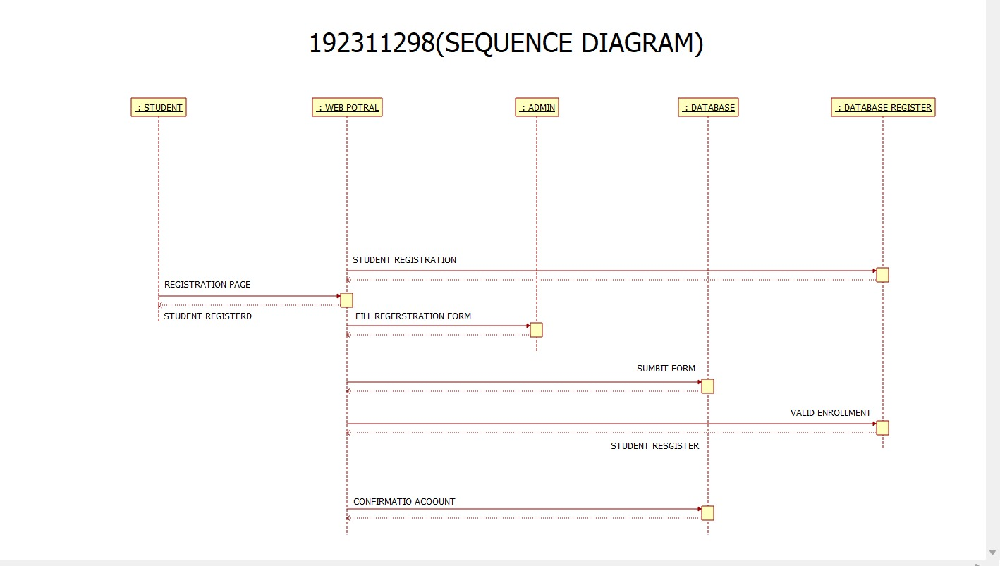 192311298(SEQUENCE DIAGRAM)
: STUDENT
: WEB POTRAL
: ADMIN
: DATABASE
: DATABASE REGISTER
STUDENT REGISTRATION
REGISTRATION PAGE
STUDENT REGISTERD
FILL REGERSTRATION FORM
SUMBIT FORM
VALID ENROLLMENT
STUDENT RESGISTER
CONFIRMATIO ACOOUNT